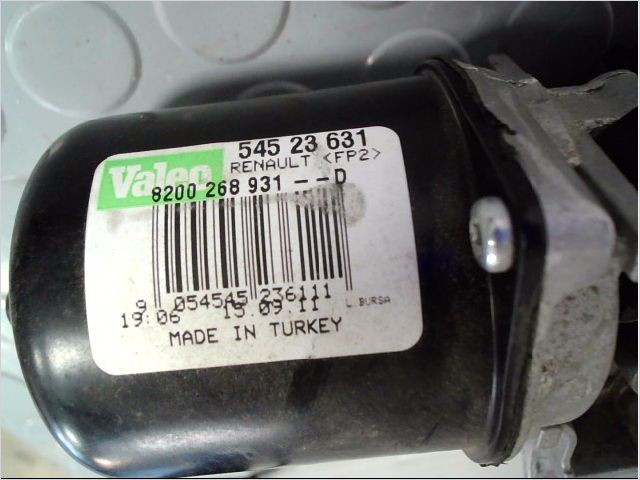 Valeo
545 23 631
RENAULT <FP2>
8200 268 931 -- D
9 054545 236111
19:06 15.09.11 L.BURSA
MADE IN TURKEY